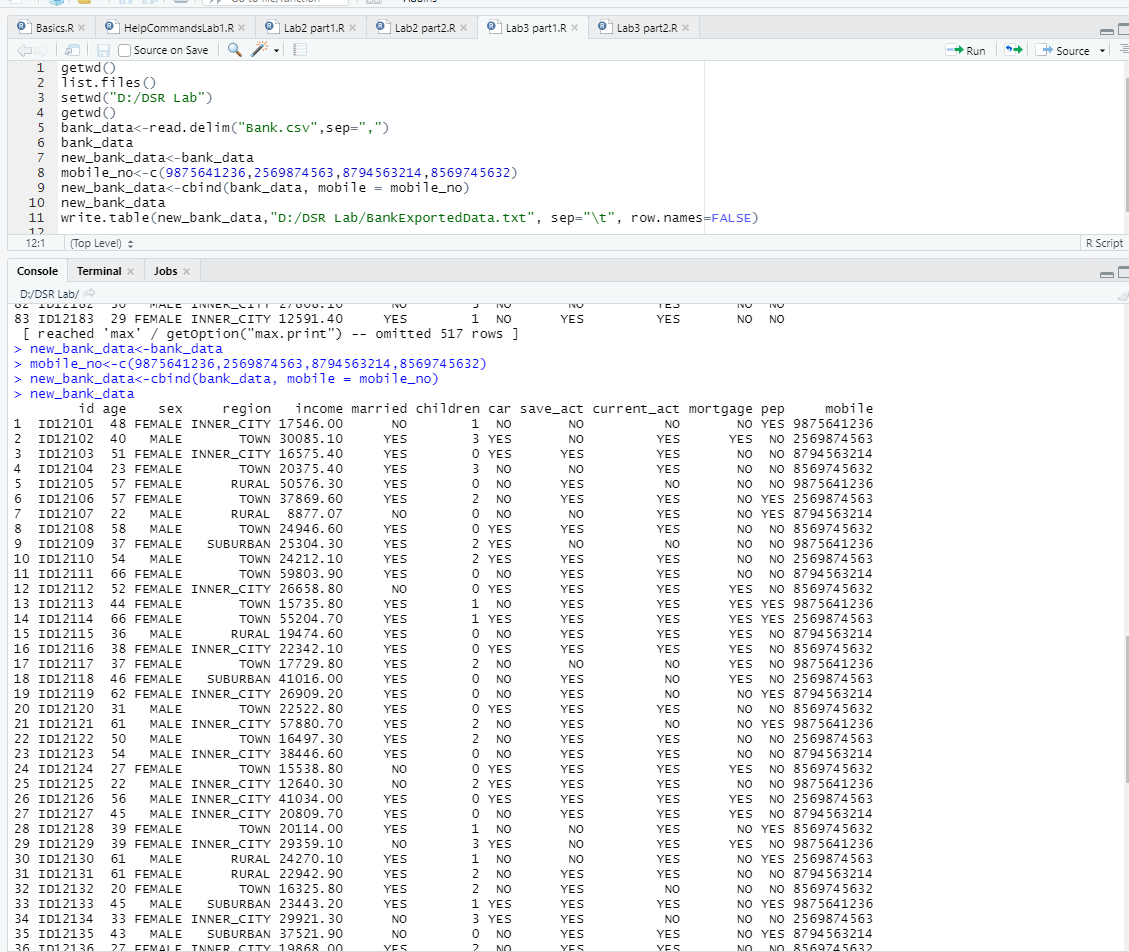 Go to file/function
Addins
Basics.R
HelpCommandsLab1.R
Lab2 part1.R
Lab2 part2.R
Lab3 part1.R
Lab3 part2.R
Source on Save
Run
Source
1 getwd()
2 list.files()
3 setwd("D:/DSR Lab")
4 getwd()
5 bank_data<-read.delim("Bank.csv",sep=",")
6 bank_data
7 new_bank_data<-bank_data
8 mobile_no<-c(9875641236,2569874563,8794563214,8569745632)
9 new_bank_data<-cbind(bank_data, mobile = mobile_no)
10 new_bank_data
11 write.table(new_bank_data,"D:/DSR Lab/BankExportedData.txt", sep="\t", row.names=FALSE)
12
12:1 (Top Level) R Script
Console Terminal Jobs
D:/DSR Lab/
82 ID12182 30 MALE INNER_CITY 27808.10 NO 3 NO NO YES NO NO
83 ID12183 29 FEMALE INNER_CITY 12591.40 YES 1 NO YES YES NO NO
[ reached 'max' / getOption("max.print") -- omitted 517 rows ]
> new_bank_data<-bank_data
> mobile_no<-c(9875641236,2569874563,8794563214,8569745632)
> new_bank_data<-cbind(bank_data, mobile = mobile_no)
> new_bank_data
id age sex region income married children car save_act current_act mortgage pep mobile
1 ID12101 48 FEMALE INNER_CITY 17546.00 NO 1 NO NO NO NO YES 9875641236
2 ID12102 40 MALE TOWN 30085.10 YES 3 YES NO YES YES NO 2569874563
3 ID12103 51 FEMALE INNER_CITY 16575.40 YES 0 YES YES YES NO NO 8794563214
4 ID12104 23 FEMALE TOWN 20375.40 YES 3 NO NO YES NO NO 8569745632
5 ID12105 57 FEMALE RURAL 50576.30 YES 0 NO YES NO NO NO 9875641236
6 ID12106 57 FEMALE TOWN 37869.60 YES 2 NO YES YES NO YES 2569874563
7 ID12107 22 MALE RURAL 8877.07 NO 0 NO NO YES NO YES 8794563214
8 ID12108 58 MALE TOWN 24946.60 YES 0 YES YES YES NO NO 8569745632
9 ID12109 37 FEMALE SUBURBAN 25304.30 YES 2 YES NO NO NO NO 9875641236
10 ID12110 54 MALE TOWN 24212.10 YES 2 YES YES YES NO NO 2569874563
11 ID12111 66 FEMALE TOWN 59803.90 YES 0 NO YES YES NO NO 8794563214
12 ID12112 52 FEMALE INNER_CITY 26658.80 NO 0 YES YES YES YES NO 8569745632
13 ID12113 44 FEMALE TOWN 15735.80 YES 1 NO YES YES YES YES 9875641236
14 ID12114 66 FEMALE TOWN 55204.70 YES 1 YES YES YES YES YES 2569874563
15 ID12115 36 MALE RURAL 19474.60 YES 0 NO YES YES YES NO 8794563214
16 ID12116 38 FEMALE INNER_CITY 22342.10 YES 0 YES YES YES YES NO 8569745632
17 ID12117 37 FEMALE TOWN 17729.80 YES 2 NO NO NO YES NO 9875641236
18 ID12118 46 FEMALE SUBURBAN 41016.00 YES 0 NO YES NO YES NO 2569874563
19 ID12119 62 FEMALE INNER_CITY 26909.20 YES 0 NO YES NO NO YES 8794563214
20 ID12120 31 MALE TOWN 22522.80 YES 0 YES YES YES NO NO 8569745632
21 ID12121 61 MALE INNER_CITY 57880.70 YES 2 NO YES NO NO YES 9875641236
22 ID12122 50 MALE TOWN 16497.30 YES 2 NO YES YES NO NO 2569874563
23 ID12123 54 MALE INNER_CITY 38446.60 YES 0 NO YES YES NO NO 8794563214
24 ID12124 27 FEMALE TOWN 15538.80 NO 0 YES YES YES YES NO 8569745632
25 ID12125 22 MALE INNER_CITY 12640.30 NO 2 YES YES YES NO NO 9875641236
26 ID12126 56 MALE INNER_CITY 41034.00 YES 0 YES YES YES YES NO 2569874563
27 ID12127 45 MALE INNER_CITY 20809.70 YES 0 NO YES YES YES NO 8794563214
28 ID12128 39 FEMALE TOWN 20114.00 YES 1 NO NO YES NO YES 8569745632
29 ID12129 39 FEMALE INNER_CITY 29359.10 NO 3 YES NO YES YES NO 9875641236
30 ID12130 61 MALE RURAL 24270.10 YES 1 NO NO YES NO YES 2569874563
31 ID12131 61 FEMALE RURAL 22942.90 YES 2 NO YES YES NO NO 8794563214
32 ID12132 20 FEMALE TOWN 16325.80 YES 2 NO YES NO NO NO 8569745632
33 ID12133 45 MALE SUBURBAN 23443.20 YES 1 YES YES YES NO YES 9875641236
34 ID12134 33 FEMALE INNER_CITY 29921.30 NO 3 YES YES NO NO NO 2569874563
35 ID12135 43 MALE SUBURBAN 37521.90 NO 0 NO YES YES NO NO 8794563214
36 ID12136 27 FEMALE INNER_CITY 19868.00 YES 2 NO YES YES NO NO 8569745632